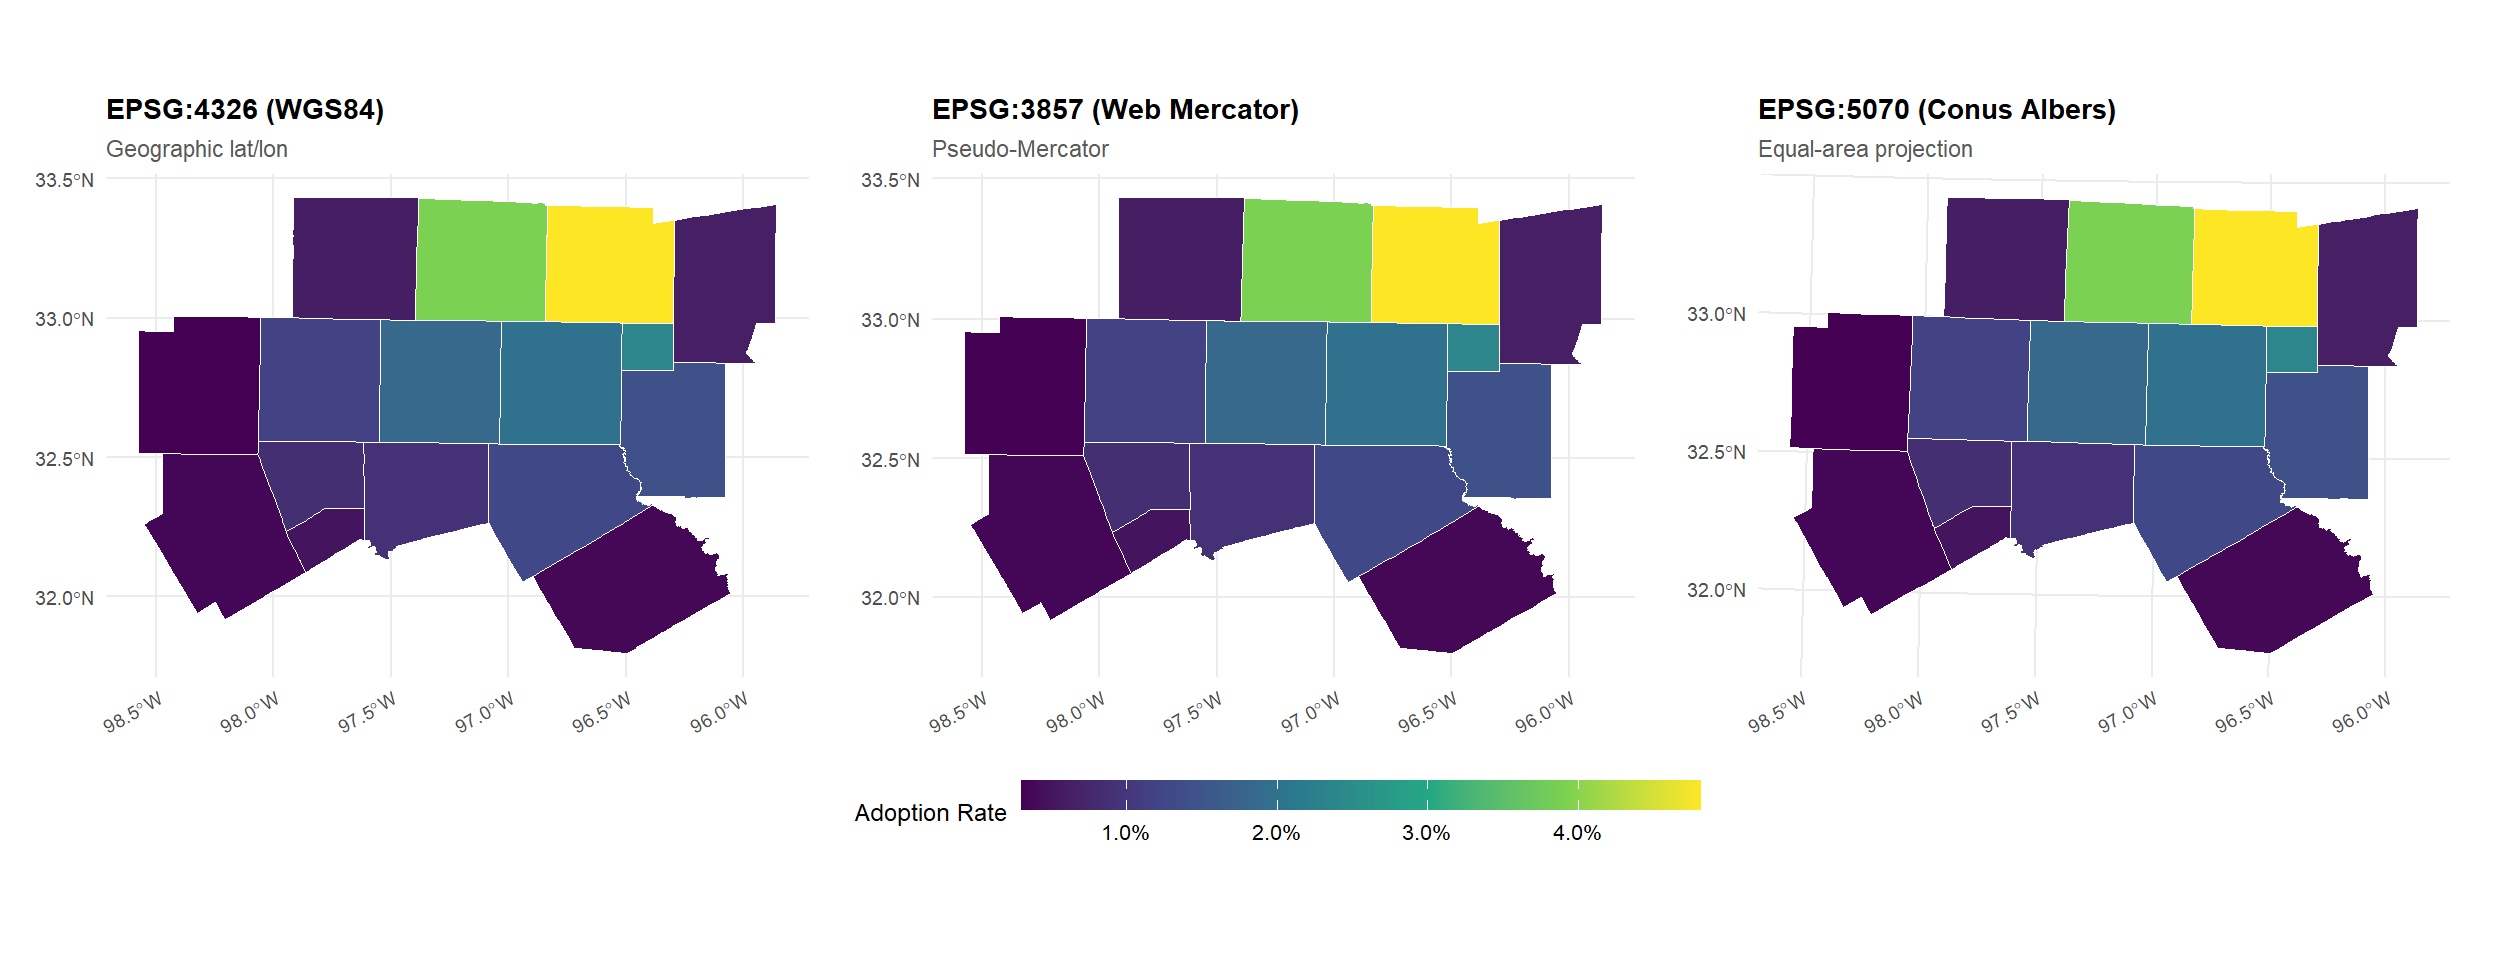 EPSG:4326 (WGS84)
Geographic lat/lon
33.5°N
33.0°N
32.5°N
32.0°N
98.5°W
98.0°W
97.5°W
97.0°W
96.5°W
96.0°W
EPSG:3857 (Web Mercator)
Pseudo-Mercator
33.5°N
33.0°N
32.5°N
32.0°N
98.5°W
98.0°W
97.5°W
97.0°W
96.5°W
96.0°W
EPSG:5070 (Conus Albers)
Equal-area projection
33.0°N
32.5°N
32.0°N
98.5°W
98.0°W
97.5°W
97.0°W
96.5°W
96.0°W
Adoption Rate
1.0%
2.0%
3.0%
4.0%